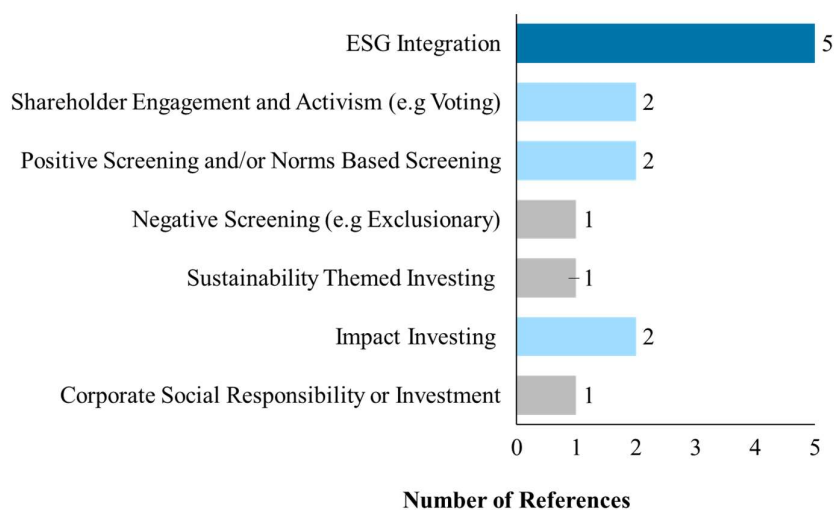 ESG Integration 5
Shareholder Engagement and Activism (e.g Voting) 2
Positive Screening and/or Norms Based Screening 2
Negative Screening (e.g Exclusionary) 1
Sustainability Themed Investing 1
Impact Investing 2
Corporate Social Responsibility or Investment 1
0 1 2 3 4 5
Number of References